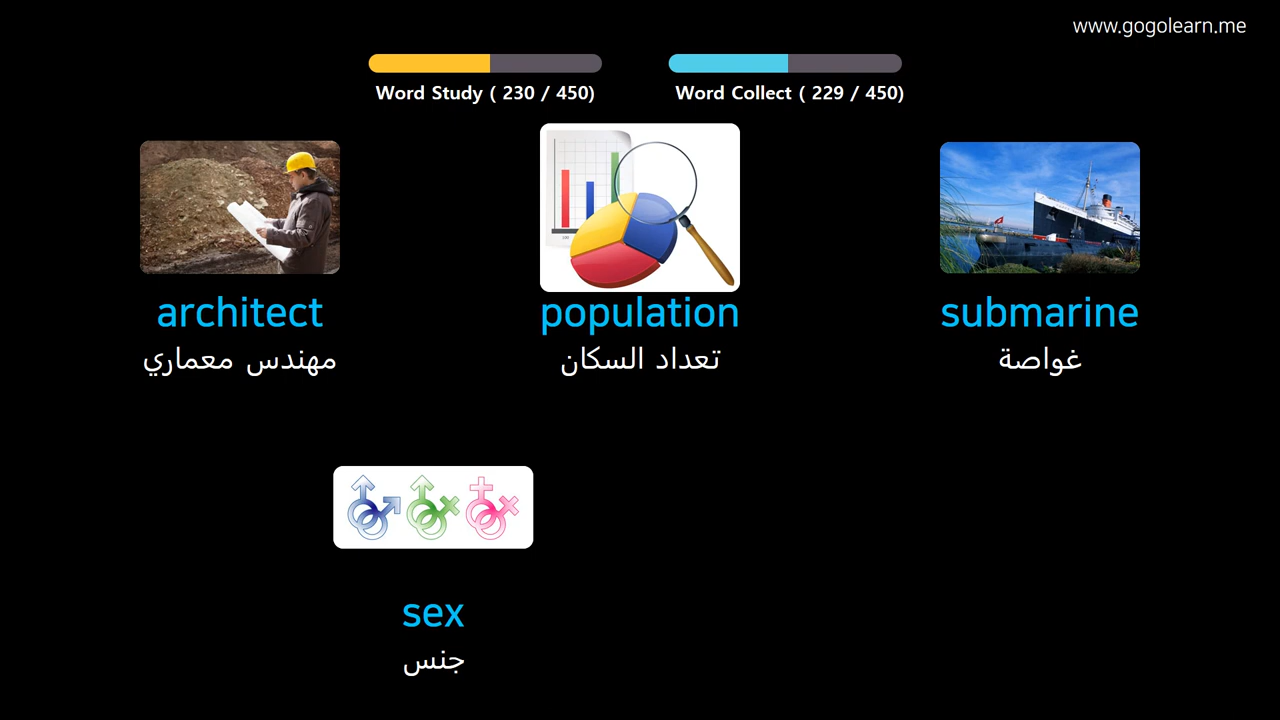 www.gogolearn.me
Word Study ( 230 / 450)
Word Collect ( 229 / 450)
architect
مهندس معماري
population
تعداد السكان
submarine
غواصة
sex
جنس